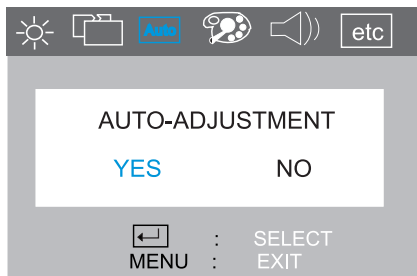 Auto etc
AUTO-ADJUSTMENT
YES NO
: SELECT
MENU : EXIT